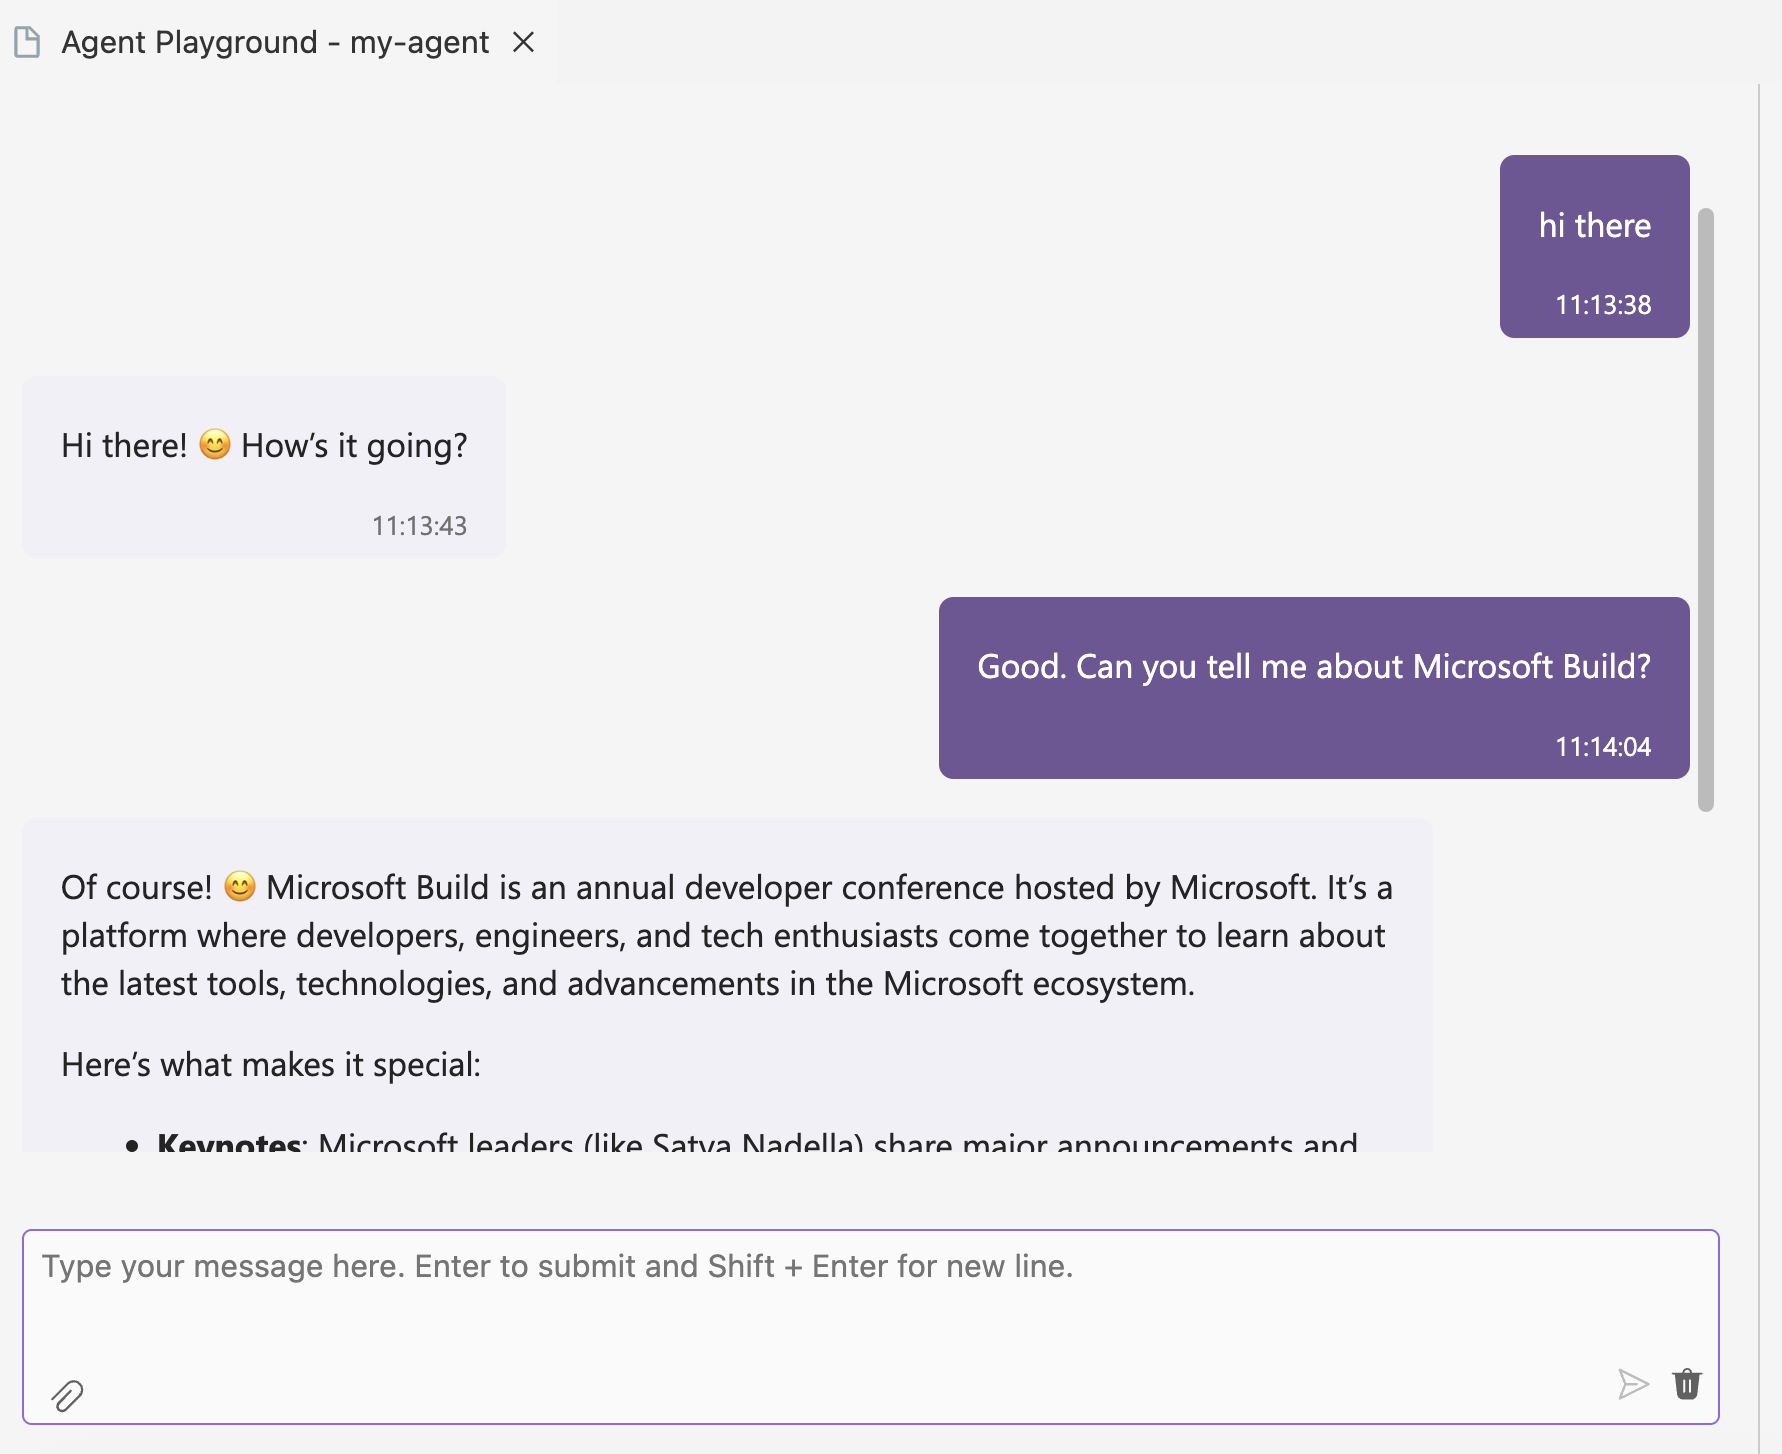 Agent Playground - my-agent
hi there
11:13:38
Hi there! 😊 How’s it going?
11:13:43
Good. Can you tell me about Microsoft Build?
11:14:04
Of course! 😊 Microsoft Build is an annual developer conference hosted by Microsoft. It’s a
platform where developers, engineers, and tech enthusiasts come together to learn about
the latest tools, technologies, and advancements in the Microsoft ecosystem.
Here’s what makes it special:
• Keynotes: Microsoft leaders (like Satya Nadella) share major announcements and
Type your message here. Enter to submit and Shift + Enter for new line.